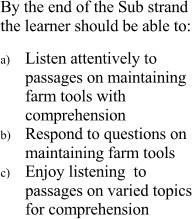 By the end of the Sub strand
the learner should be able to:
a) Listen attentively to
passages on maintaining
farm tools with
comprehension
b) Respond to questions on
maintaining farm tools
c) Enjoy listening to
passages on varied topics
for comprehension